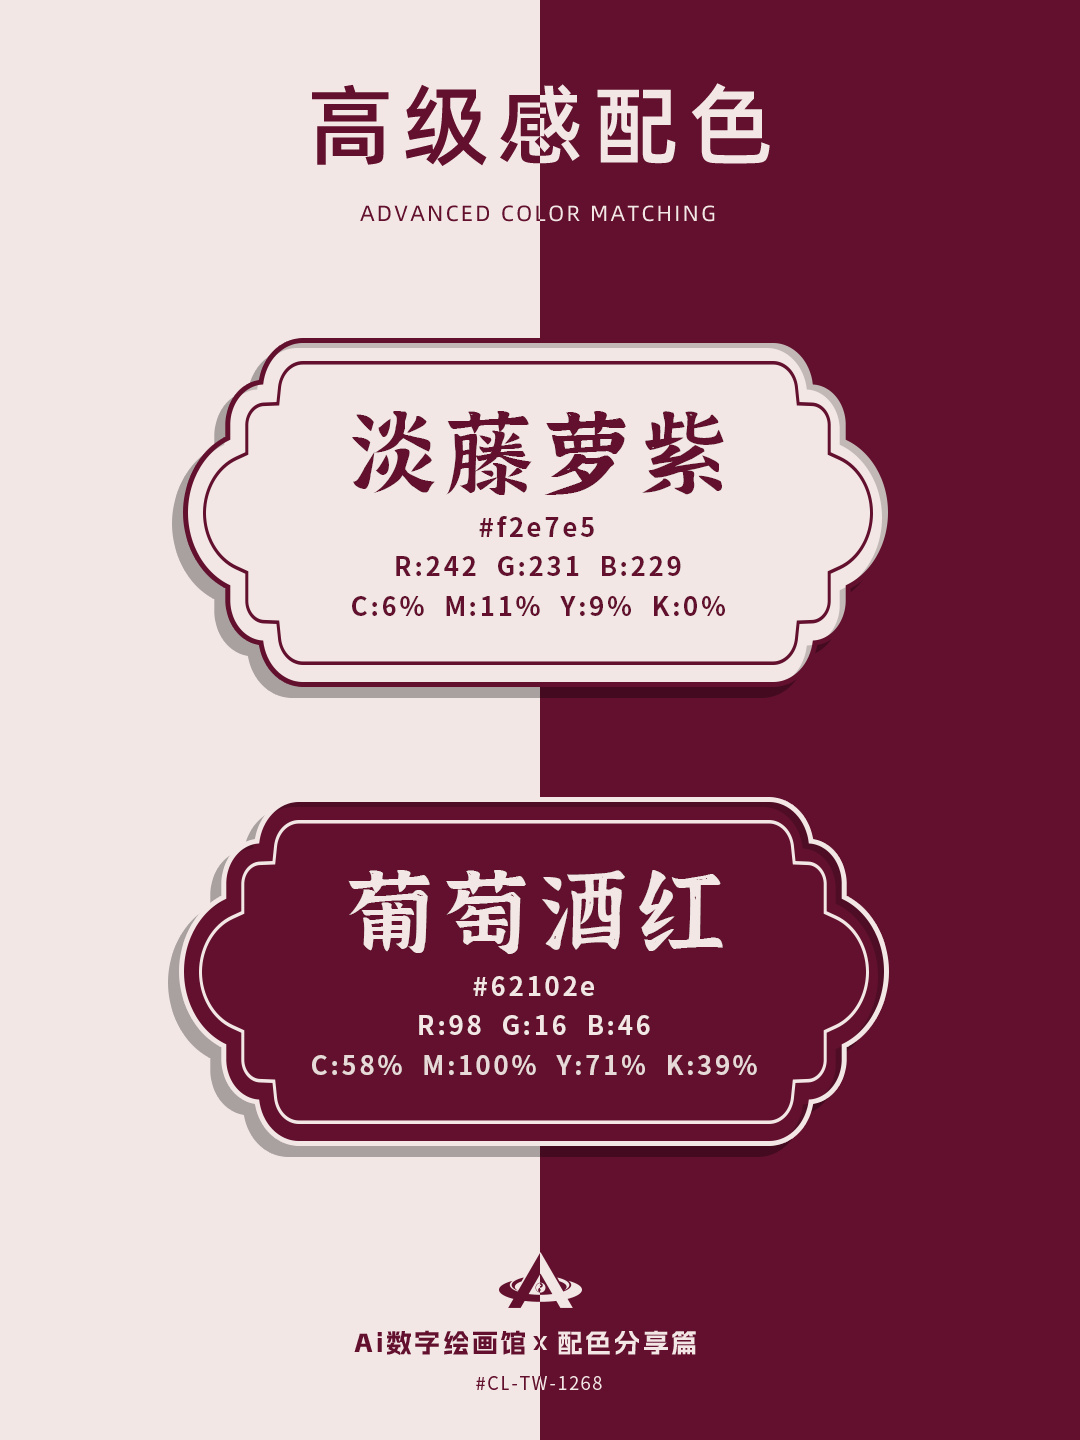 高级感配色
ADVANCED COLOR MATCHING
淡藤萝紫
#f2e7e5
R:242 G:231 B:229
C:6% M:11% Y:9% K:0%
葡萄酒红
#62102e
R:98 G:16 B:46
C:58% M:100% Y:71% K:39%
Ai数字绘画馆 x 配色分享篇
#CL-TW-1268